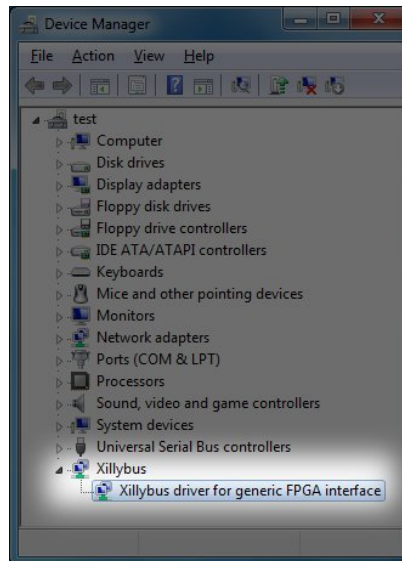 Device Manager
File Action View Help
test
Computer
Disk drives
Display adapters
Floppy disk drives
Floppy drive controllers
IDE ATA/ATAPI controllers
Keyboards
Mice and other pointing devices
Monitors
Network adapters
Ports (COM & LPT)
Processors
Sound, video and game controllers
System devices
Universal Serial Bus controllers
Xillybus
Xillybus driver for generic FPGA interface